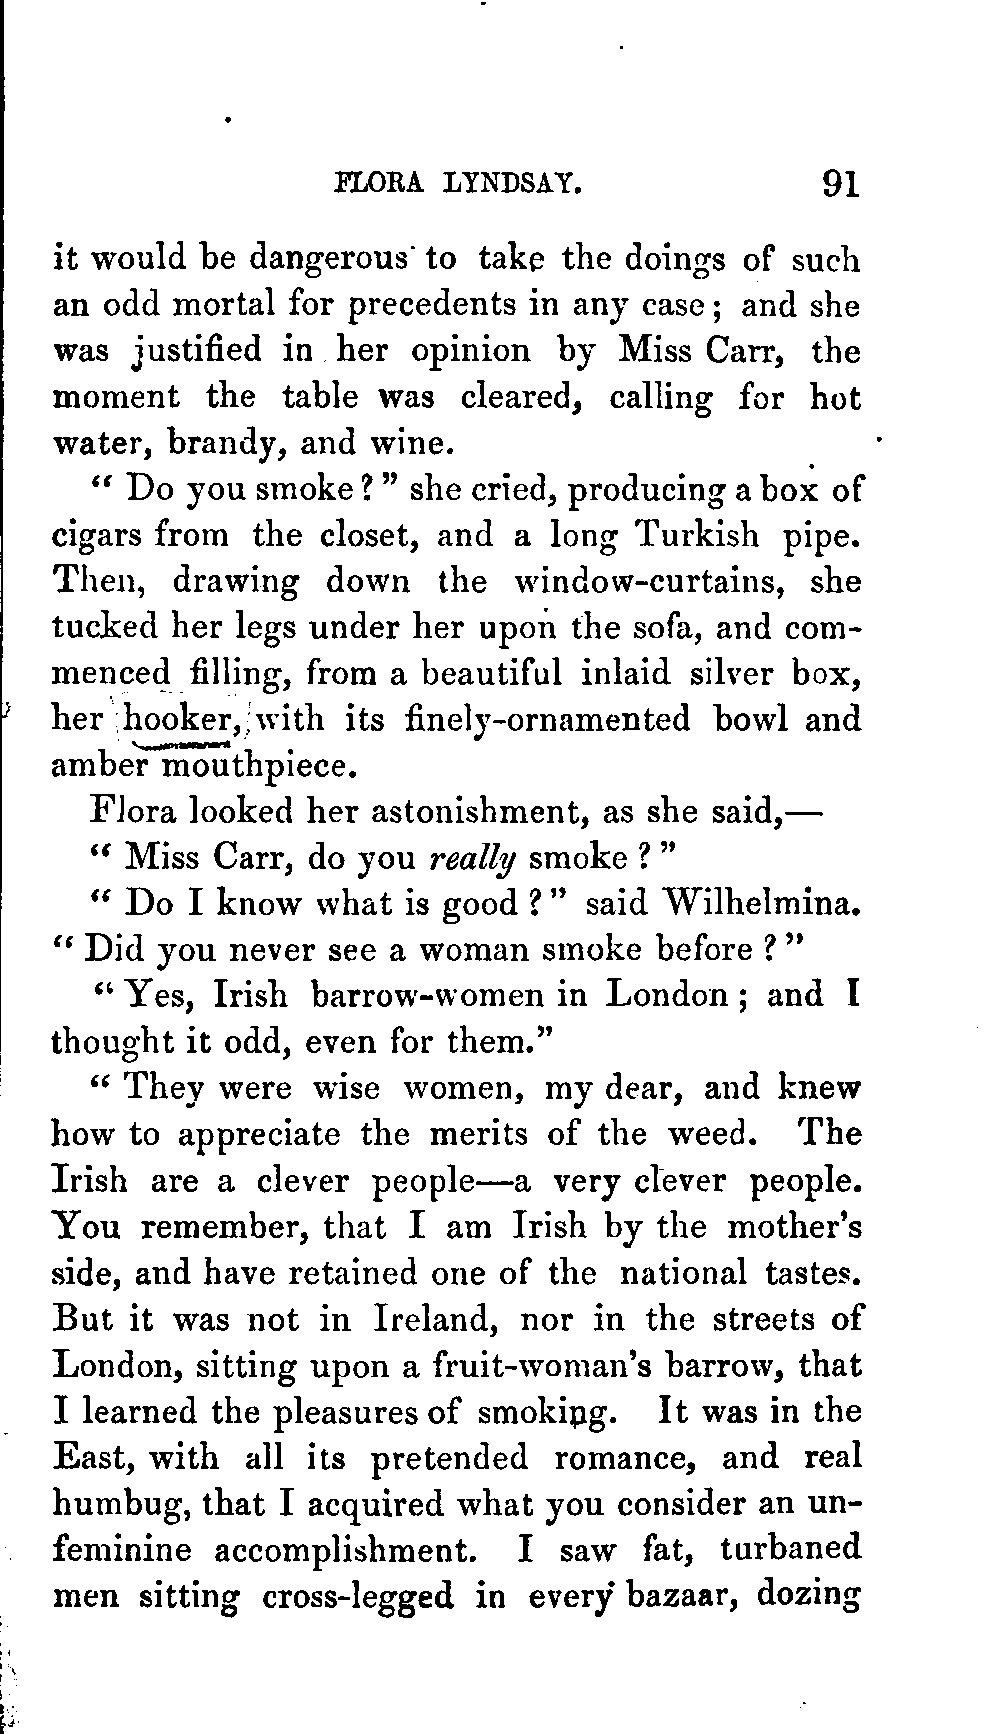 FLORA LYNDSAY. 91
it would be dangerous to take the doings of such
an odd mortal for precedents in any case ; and she
was justified in her opinion by Miss Carr, the
moment the table was cleared, calling for hot
water, brandy, and wine.
“ Do you smoke ? ” she cried, producing a box of
cigars from the closet, and a long Turkish pipe.
Then, drawing down the window-curtains, she
tucked her legs under her upon the sofa, and com-
menced filling, from a beautiful inlaid silver box,
her hooker, with its finely-ornamented bowl and
amber mouthpiece.
Flora looked her astonishment, as she said,—
“ Miss Carr, do you really smoke ? ”
“ Do I know what is good ? ” said Wilhelmina.
“ Did you never see a woman smoke before ? ”
“ Yes, Irish barrow-women in London ; and I
thought it odd, even for them.”
“ They were wise women, my dear, and knew
how to appreciate the merits of the weed. The
Irish are a clever people—a very clever people.
You remember, that I am Irish by the mother’s
side, and have retained one of the national tastes.
But it was not in Ireland, nor in the streets of
London, sitting upon a fruit-woman’s barrow, that
I learned the pleasures of smoking. It was in the
East, with all its pretended romance, and real
humbug, that I acquired what you consider an un-
feminine accomplishment. I saw fat, turbaned
men sitting cross-legged in every bazaar, dozing